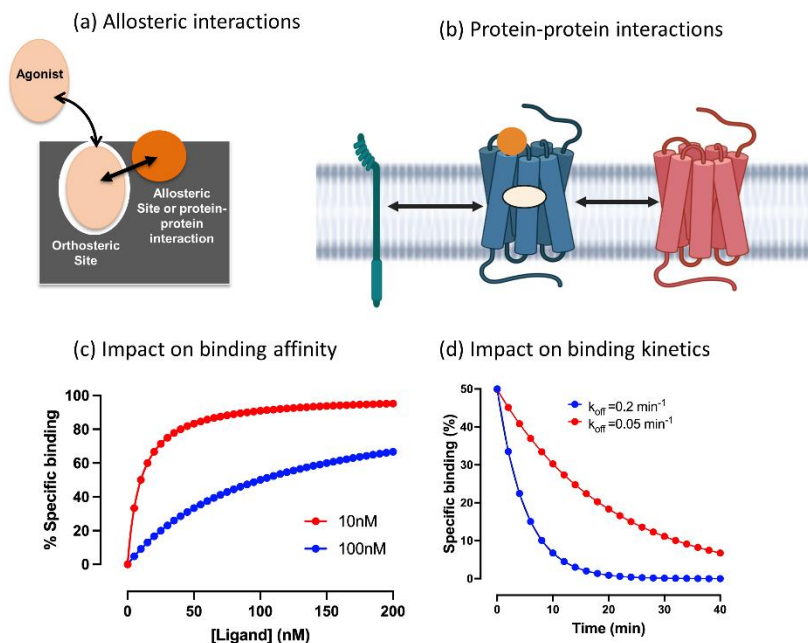 (a) Allosteric interactions
Agonist
Allosteric
Site or protein-
protein
interaction
Orthosteric
Site
(b) Protein-protein interactions
(c) Impact on binding affinity
% Specific binding
100
80
60
40
20
0
10nM
100nM
0
50
100
150
200
[Ligand] (nM)
(d) Impact on binding kinetics
Specific binding (%)
50
40
30
20
10
0
koff =0.2 min-1
koff =0.05 min-1
0
10
20
30
40
Time (min)